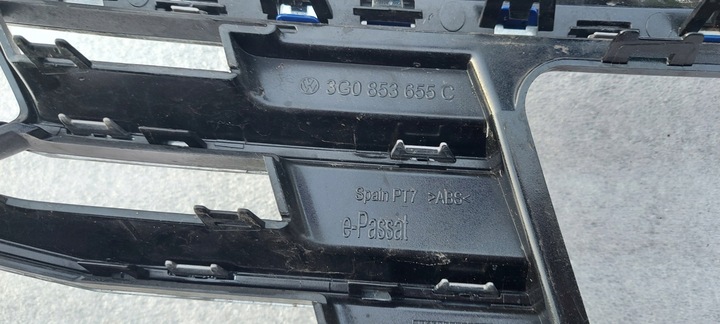 3G0 853 655 C
Spain PT7 >ABS<
e-Passat